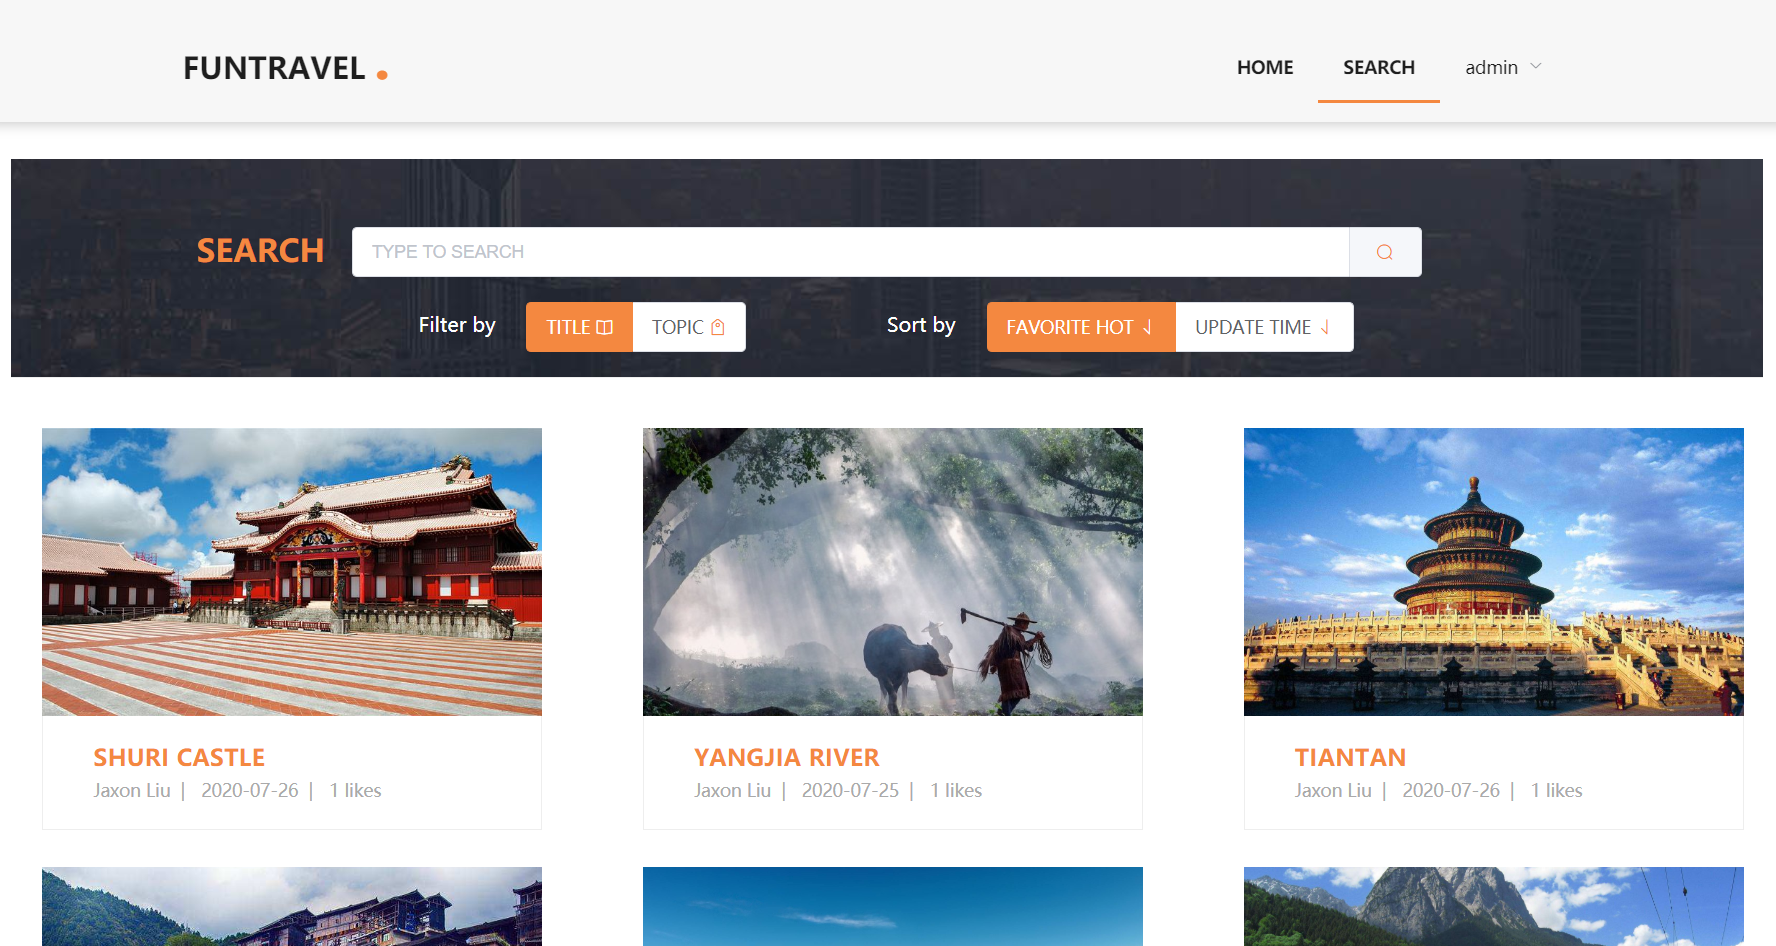 FUNTRAVEL .
HOME SEARCH admin
SEARCH TYPE TO SEARCH
Filter by TITLE TOPIC Sort by FAVORITE HOT UPDATE TIME
SHURI CASTLE
Jaxon Liu | 2020-07-26 | 1 likes
YANGJIA RIVER
Jaxon Liu | 2020-07-25 | 1 likes
TIANTAN
Jaxon Liu | 2020-07-26 | 1 likes